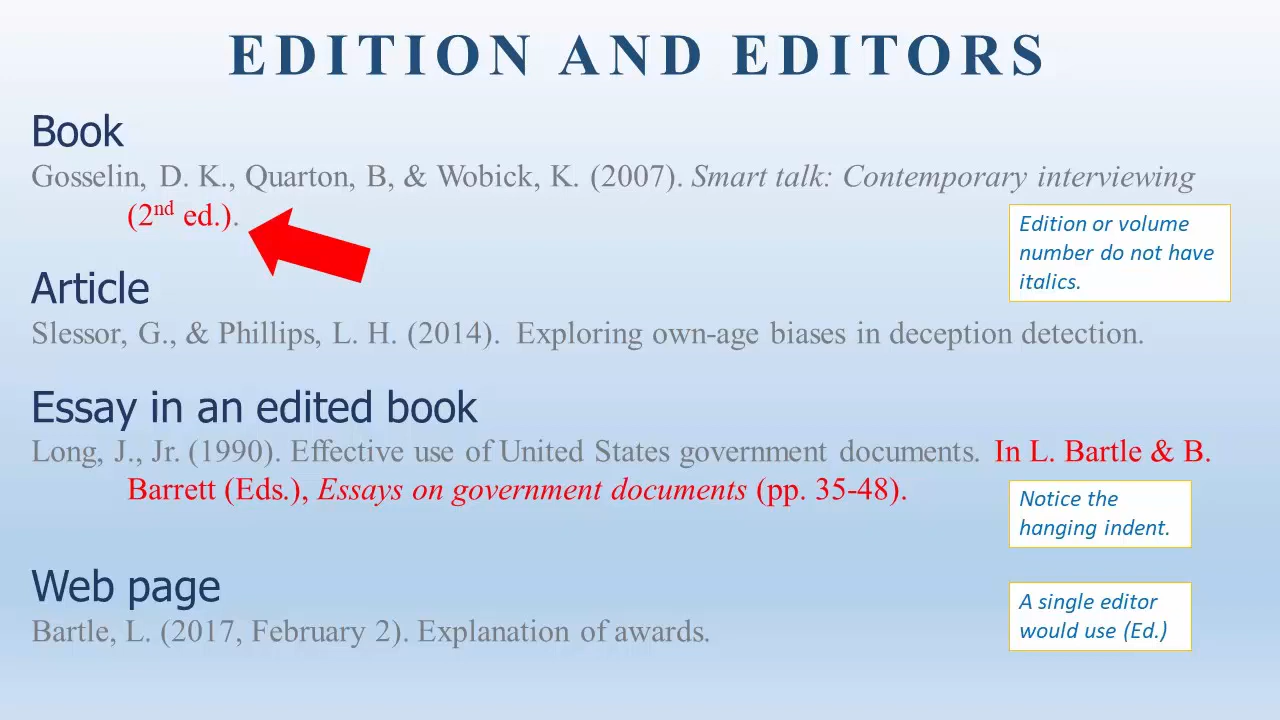 EDITION AND EDITORS
Book
Gosselin, D. K., Quarton, B, & Wobick, K. (2007). Smart talk: Contemporary interviewing
(2nd ed.).
Edition or volume
number do not have
italics.
Article
Slessor, G., & Phillips, L. H. (2014).  Exploring own-age biases in deception detection.
Essay in an edited book
Long, J., Jr. (1990). Effective use of United States government documents. In L. Bartle & B.
Barrett (Eds.), Essays on government documents (pp. 35-48).
Notice the
hanging indent.
Web page
Bartle, L. (2017, February 2). Explanation of awards.
A single editor
would use (Ed.)